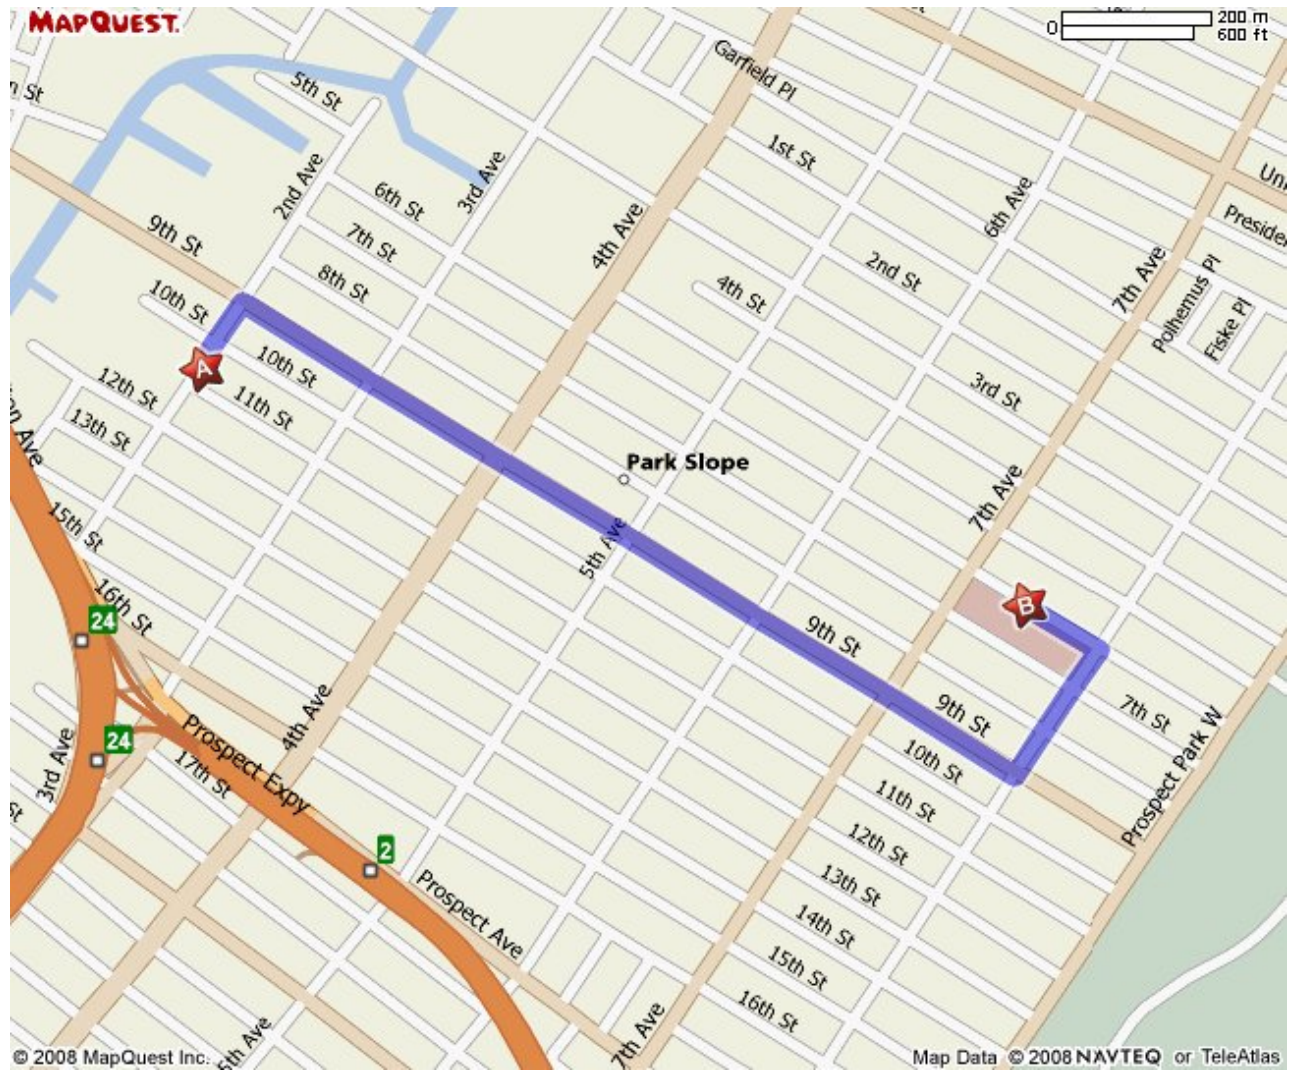 MAPQUEST.
0 200 m
600 ft
Garfield Pl
5th St
1st St
2nd Ave
3rd Ave
6th St
4th Ave
6th Ave
Preside
9th St
7th St
8th St
2nd St
7th Ave
Polhemus Pl
Fiske Pl
10th St
4th St
A
10th St
3rd St
12th St
11th St
13th St
Park Slope
7th Ave
15th St
5th Ave
16th St
B
24
9th St
9th St
7th St
4th Ave
Prospect Park W
24
3rd Ave
Prospect Expy
10th St
17th St
11th St
12th St
2
13th St
Prospect Ave
14th St
15th St
16th St
7th Ave
5th Ave
© 2008 MapQuest Inc.
Map Data © 2008 NAVTEQ or TeleAtlas